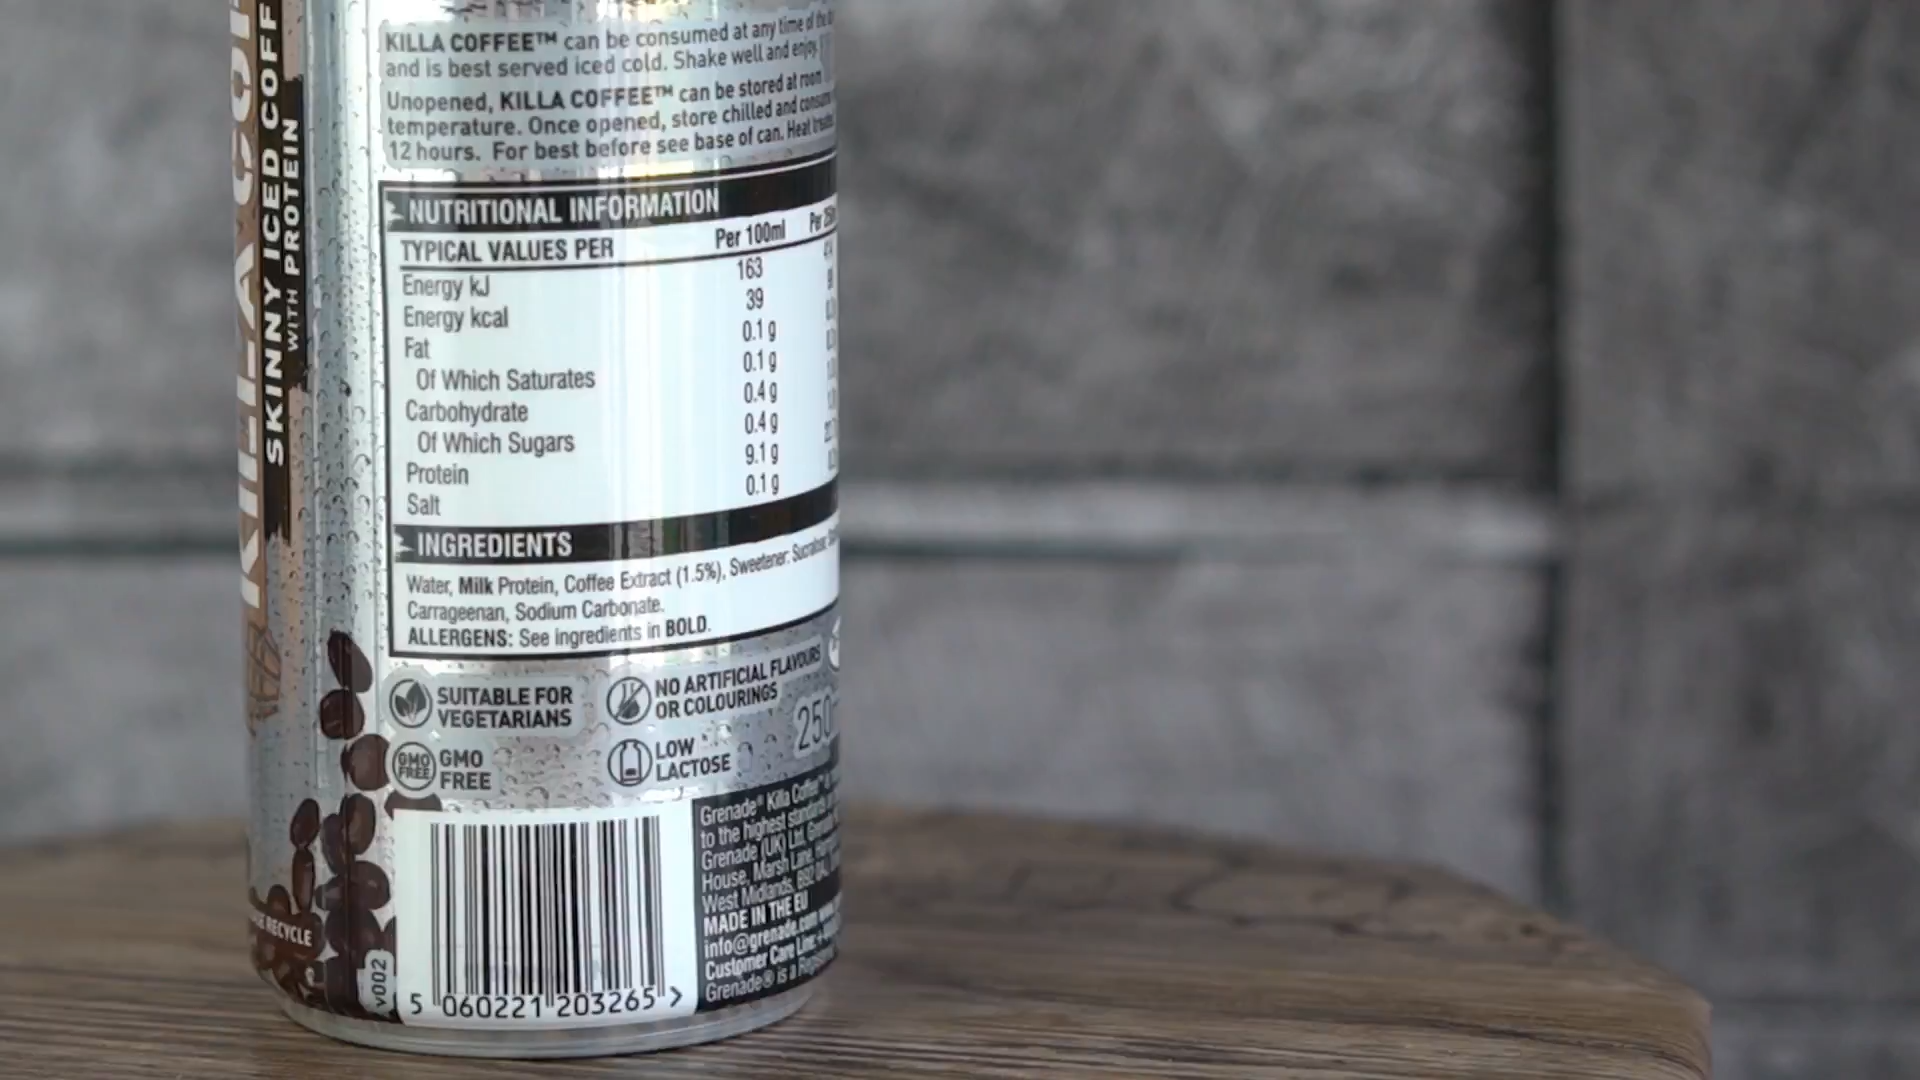 KILLA COF
SKINNY ICED COFF
WITH PROTEIN
KILLA COFFEE™ can be consumed at any time of the
and is best served iced cold. Shake well and enjoy.
Unopened, KILLA COFFEE™ can be stored at room
temperature. Once opened, store chilled and
12 hours. For best before see base of can. Heat
NUTRITIONAL INFORMATION
TYPICAL VALUES PER Per 100ml Per
Energy kJ 163
Energy kcal 39
Fat 0.1 g
Of Which Saturates 0.1 g
Carbohydrate 0.4 g
Of Which Sugars 0.4 g
Protein 9.1 g
Salt 0.1 g
INGREDIENTS
Water, Milk Protein, Coffee Extract (1.5%), Sweetener: Sucralose,
Carrageenan, Sodium Carbonate.
ALLERGENS: See ingredients in BOLD.
SUITABLE FOR
VEGETARIANS
NO ARTIFICIAL FLAVOURS
OR COLOURINGS
GMO
FREE
GMO
FREE
LOW
LACTOSE
250
Grenade® Killa Coffee™
to the highest standards
Grenade (UK) Ltd,
House, Marsh Lane,
West Midlands, B92
MADE IN THE EU
info@grenade.com
Customer Care Line:
Grenade® is a
RECYCLE
v002
5 060221 203265 >